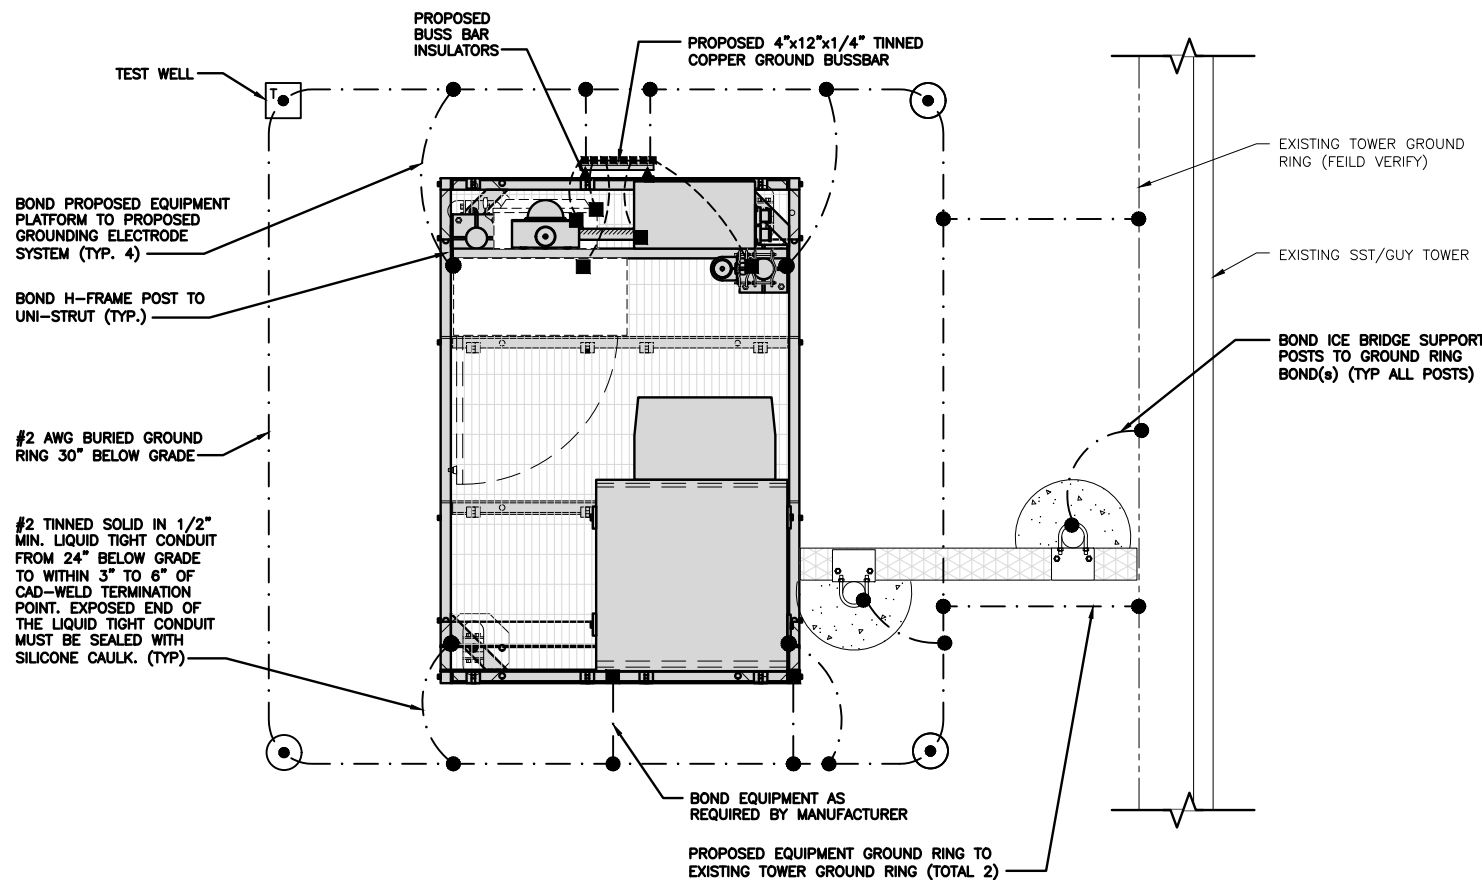 PROPOSED
BUSS BAR
INSULATORS
PROPOSED 4"x12"x1/4" TINNED
COPPER GROUND BUSSBAR
TEST WELL
T
EXISTING TOWER GROUND
RING (FEILD VERIFY)
BOND PROPOSED EQUIPMENT
PLATFORM TO PROPOSED
GROUNDING ELECTRODE
SYSTEM (TYP. 4)
EXISTING SST/GUY TOWER
BOND H-FRAME POST TO
UNI-STRUT (TYP.)
BOND ICE BRIDGE SUPPORT
POSTS TO GROUND RING
BOND(s) (TYP ALL POSTS)
#2 AWG BURIED GROUND
RING 30" BELOW GRADE
#2 TINNED SOLID IN 1/2"
MIN. LIQUID TIGHT CONDUIT
FROM 24" BELOW GRADE
TO WITHIN 3" TO 6" OF
CAD-WELD TERMINATION
POINT. EXPOSED END OF
THE LIQUID TIGHT CONDUIT
MUST BE SEALED WITH
SILICONE CAULK. (TYP)
BOND EQUIPMENT AS
REQUIRED BY MANUFACTURER
PROPOSED EQUIPMENT GROUND RING TO
EXISTING TOWER GROUND RING (TOTAL 2)